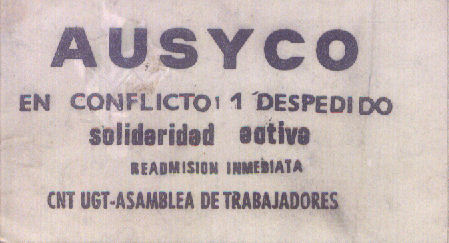 AUSYCO
EN CONFLICTO: 1 DESPEDIDO
solidaridad activa
READMISION INMEDIATA
CNT UGT-ASAMBLEA DE TRABAJADORES